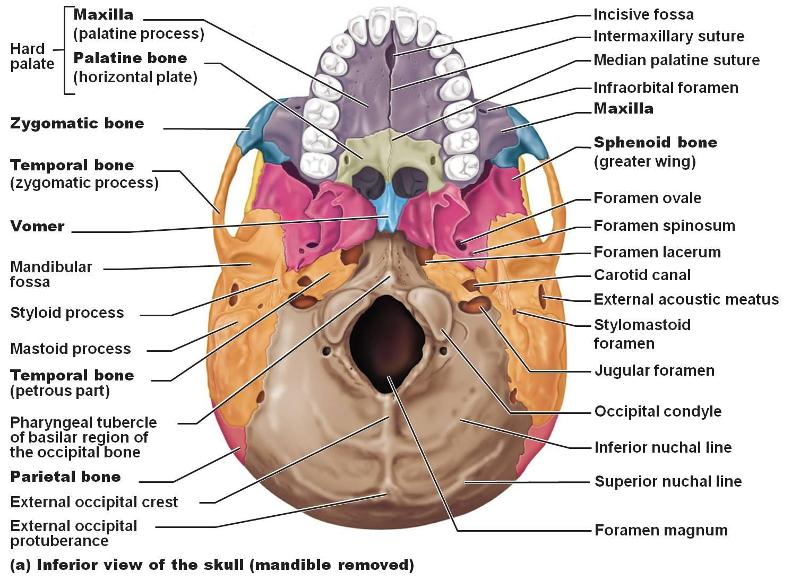 Maxilla
(palatine process)
Hard
palate
Palatine bone
(horizontal plate)
Zygomatic bone
Temporal bone
(zygomatic process)
Vomer
Mandibular
fossa
Styloid process
Mastoid process
Temporal bone
(petrous part)
Pharyngeal tubercle
of basilar region of
the occipital bone
Parietal bone
External occipital crest
External occipital
protuberance
Incisive fossa
Intermaxillary suture
Median palatine suture
Infraorbital foramen
Maxilla
Sphenoid bone
(greater wing)
Foramen ovale
Foramen spinosum
Foramen lacerum
Carotid canal
External acoustic meatus
Stylomastoid
foramen
Jugular foramen
Occipital condyle
Inferior nuchal line
Superior nuchal line
Foramen magnum
(a) Inferior view of the skull (mandible removed)